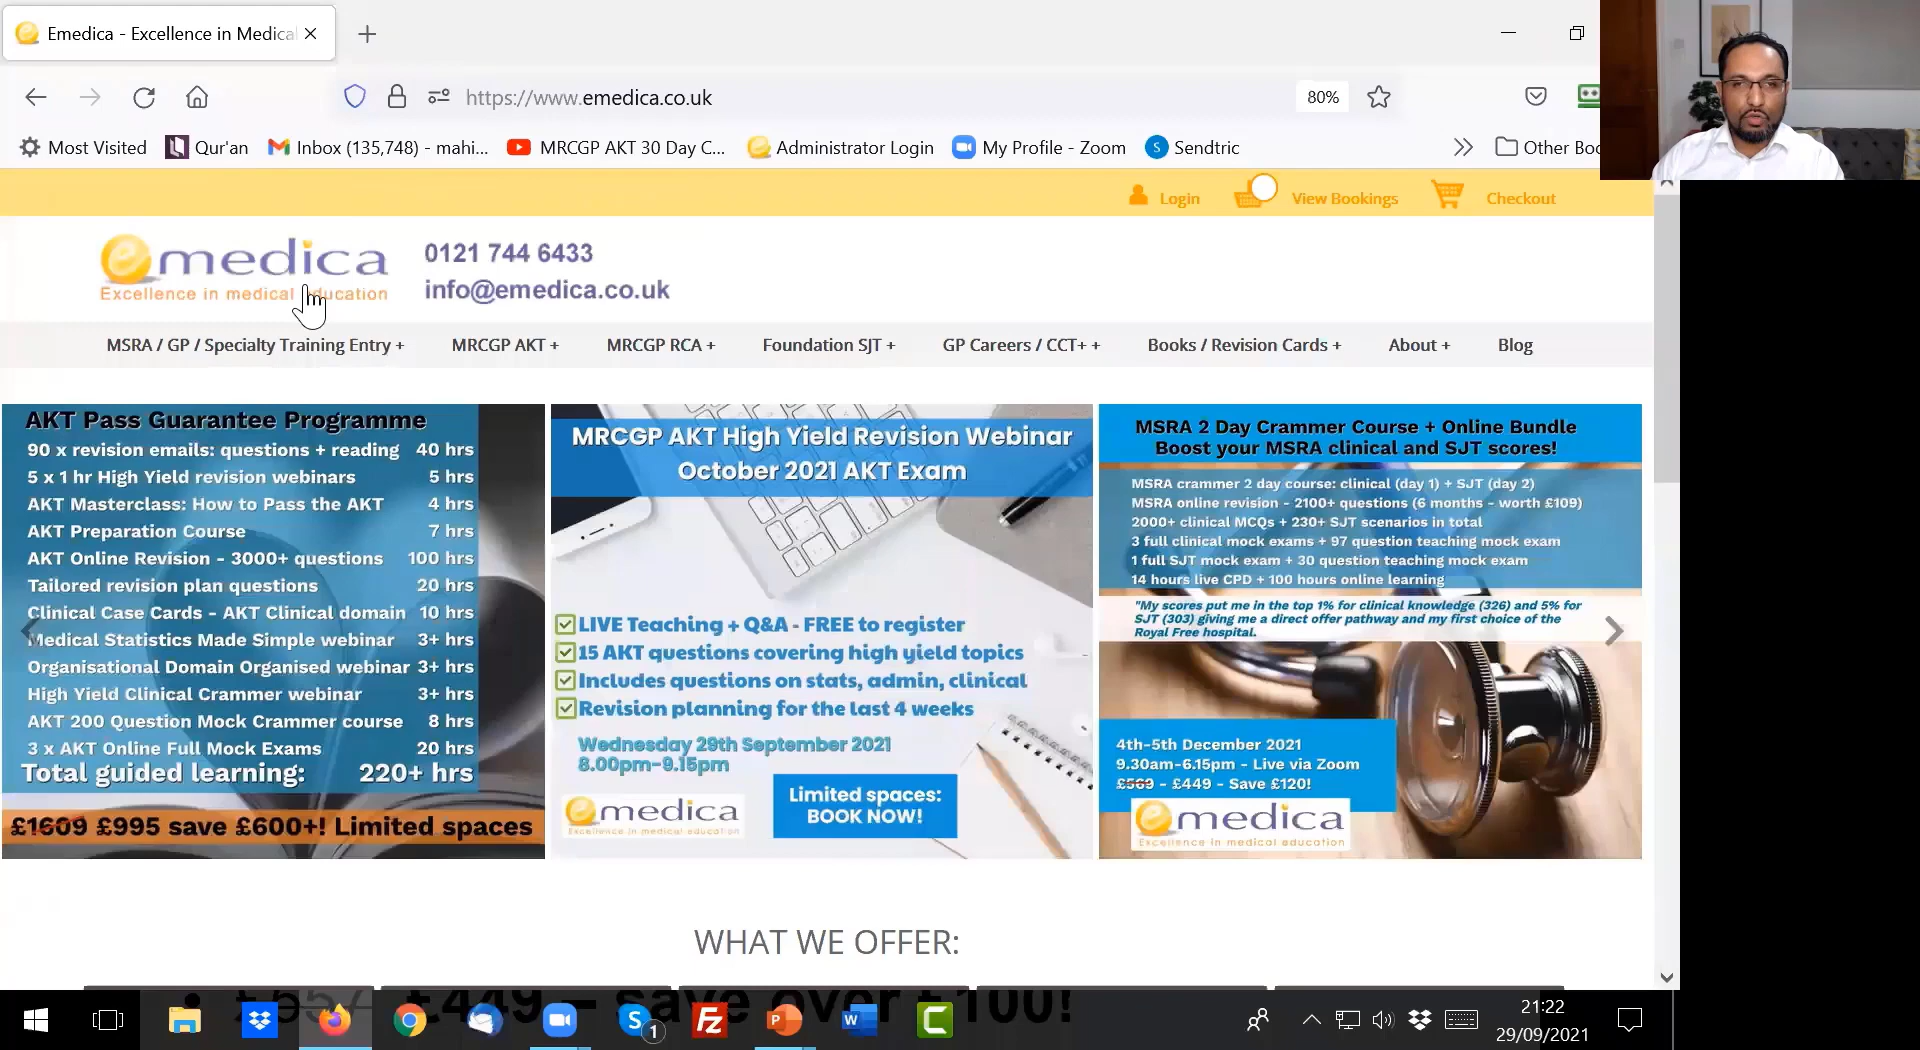 Emedica - Excellence in Medical
https://www.emedica.co.uk
80%
Most Visited
Qur'an
Inbox (135,748) - mahi...
MRCGP AKT 30 Day C...
Administrator Login
My Profile - Zoom
Sendtric
Other Boo
Login
View Bookings
Checkout
emedica
Excellence in medical education
0121 744 6433
info@emedica.co.uk
MSRA / GP / Specialty Training Entry +
MRCGP AKT +
MRCGP RCA +
Foundation SJT +
GP Careers / CCT+ +
Books / Revision Cards +
About +
Blog
AKT Pass Guarantee Programme
90 x revision emails: questions + reading 40 hrs
5 x 1 hr High Yield revision webinars 5 hrs
AKT Masterclass: How to Pass the AKT 4 hrs
AKT Preparation Course 7 hrs
AKT Online Revision - 3000+ questions 100 hrs
Tailored revision plan questions 20 hrs
Clinical Case Cards - AKT Clinical domain 10 hrs
Medical Statistics Made Simple webinar 3+ hrs
Organisational Domain Organised webinar 3+ hrs
High Yield Clinical Crammer webinar 3+ hrs
AKT 200 Question Mock Crammer course 8 hrs
3 x AKT Online Full Mock Exams 20 hrs
Total guided learning: 220+ hrs
£1609 £995 save £600+! Limited spaces
MRCGP AKT High Yield Revision Webinar
October 2021 AKT Exam
LIVE Teaching + Q&A - FREE to register
15 AKT questions covering high yield topics
Includes questions on stats, admin, clinical
Revision planning for the last 4 weeks
Wednesday 29th September 2021
8.00pm-9.15pm
emedica
Excellence in medical education
Limited spaces:
BOOK NOW!
MSRA 2 Day Crammer Course + Online Bundle
Boost your MSRA clinical and SJT scores!
MSRA crammer 2 day course: clinical (day 1) + SJT (day 2)
MSRA online revision - 2100+ questions (6 months - worth £109)
2000+ clinical MCQs + 230+ SJT scenarios in total
3 full clinical mock exams + 97 question teaching mock exam
1 full SJT mock exam + 30 question teaching mock exam
14 hours live CPD + 100 hours online learning
"My scores put me in the top 1% for clinical knowledge (326) and 5% for
SJT (303) giving me a direct offer pathway and my first choice of the
Royal Free hospital.
4th-5th December 2021
9.30am-6.15pm - Live via Zoom
£569 - £449 - Save £120!
emedica
Excellence in medical education
WHAT WE OFFER:
£449 – save over £100!
1
21:22
29/09/2021